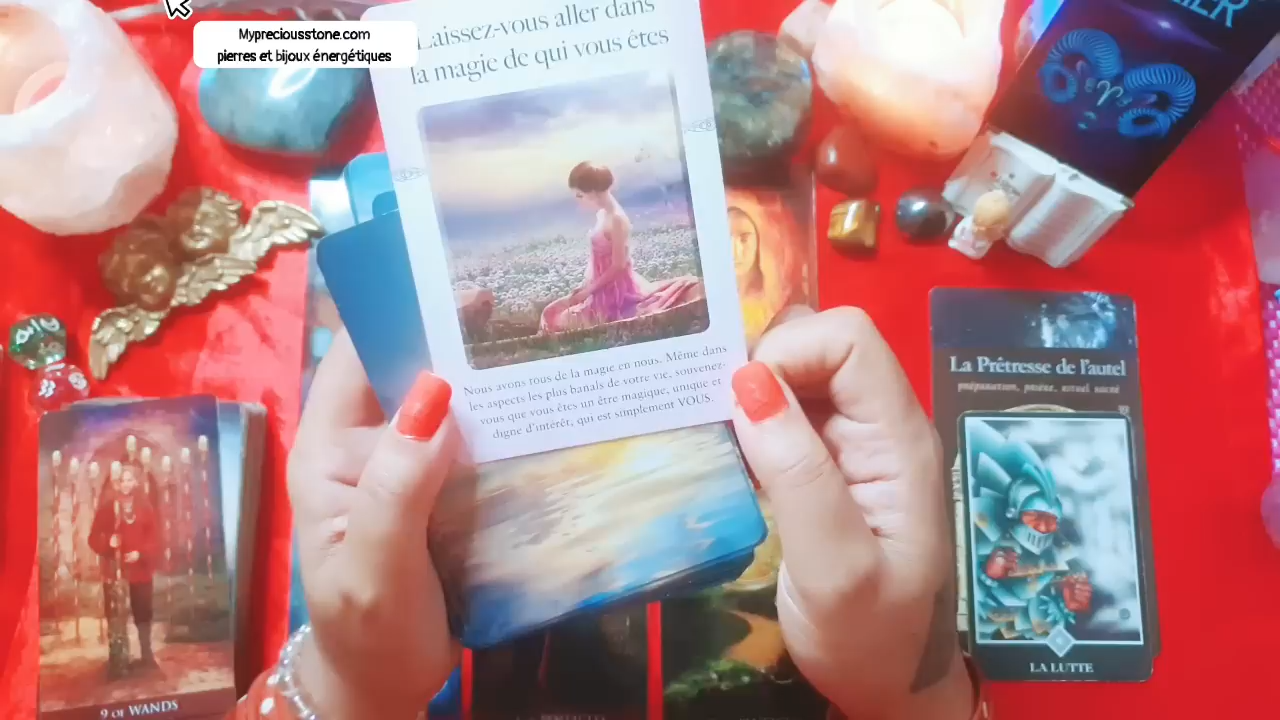 Mypreciousstone.com
pierres et bijoux énergétiques
Laissez-vous aller dans
la magie de qui vous êtes
Nous avons tous de la magie en nous. Même dans
les aspects les plus banals de votre vie, souvenez-
vous que vous êtes un être magique, unique et
digne d'intérêt, qui est simplement VOUS.
La Prêtresse de l'autel
préparation, prière, rituel sacré
LA LUTTE
9 OF WANDS